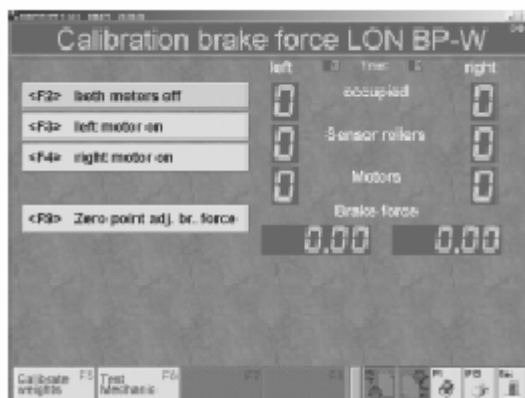 Calibration brake force LON BP-W
left right
<F2> both motors off 0 occupied 0
<F3> left motor on 0 Sensor rollers 0
<F4> right motor on
0 Motors 0
Brake force
<F9> Zero point adj. br. force 0.00 0.00
Calibrate weights F5 Test Mechanic F6 F7 F8